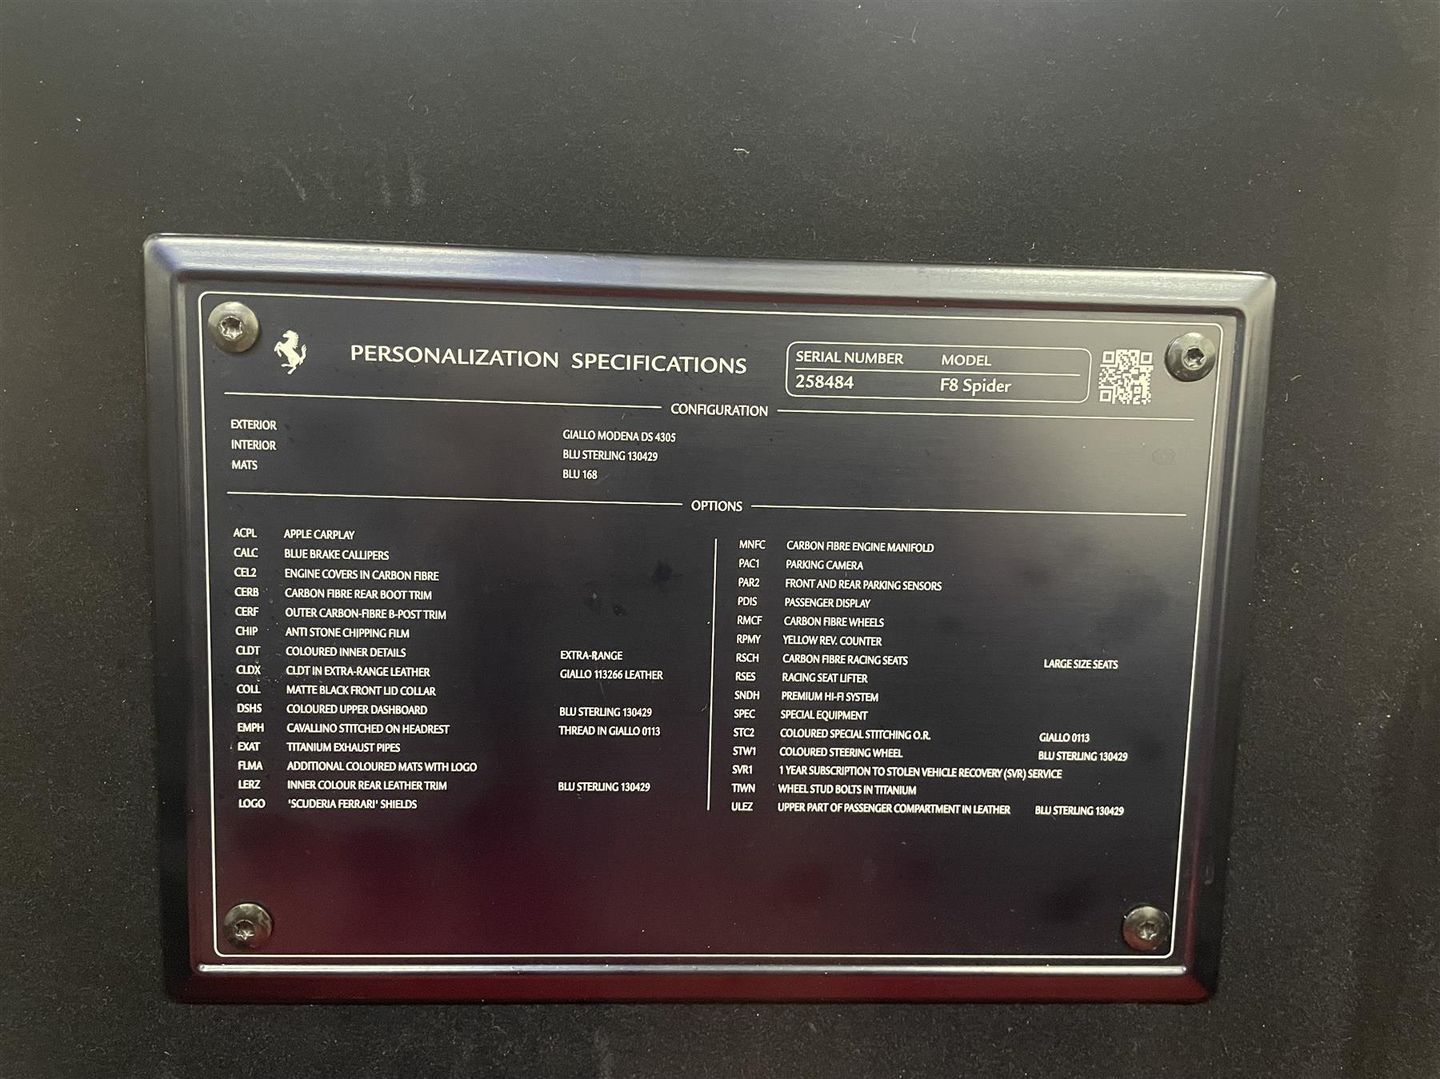 PERSONALIZATION SPECIFICATIONS
SERIAL NUMBER MODEL
258484 F8 Spider
CONFIGURATION
EXTERIOR GIALLO MODENA DS 4305
INTERIOR BLU STERLING 130429
MATS BLU 168
OPTIONS
ACPL APPLE CARPLAY
CALC BLUE BRAKE CALLIPERS
CEL2 ENGINE COVERS IN CARBON FIBRE
CERB CARBON FIBRE REAR BOOT TRIM
CERF OUTER CARBON-FIBRE B-POST TRIM
CHIP ANTI STONE CHIPPING FILM
CLDT COLOURED INNER DETAILS EXTRA-RANGE
CLDX CLDT IN EXTRA-RANGE LEATHER GIALLO 113266 LEATHER
COLL MATTE BLACK FRONT LID COLLAR
DSH5 COLOURED UPPER DASHBOARD BLU STERLING 130429
EMPH CAVALLINO STITCHED ON HEADREST THREAD IN GIALLO 0113
EXAT TITANIUM EXHAUST PIPES
FLMA ADDITIONAL COLOURED MATS WITH LOGO
LERZ INNER COLOUR REAR LEATHER TRIM BLU STERLING 130429
LOGO 'SCUDERIA FERRARI' SHIELDS
MNFC CARBON FIBRE ENGINE MANIFOLD
PAC1 PARKING CAMERA
PAR2 FRONT AND REAR PARKING SENSORS
PDIS PASSENGER DISPLAY
RMCF CARBON FIBRE WHEELS
RPMY YELLOW REV. COUNTER
RSCH CARBON FIBRE RACING SEATS LARGE SIZE SEATS
RSES RACING SEAT LIFTER
SNDH PREMIUM HI-FI SYSTEM
SPEC SPECIAL EQUIPMENT
STC2 COLOURED SPECIAL STITCHING O.R. GIALLO 0113
STW1 COLOURED STEERING WHEEL BLU STERLING 130429
SVR1 1 YEAR SUBSCRIPTION TO STOLEN VEHICLE RECOVERY (SVR) SERVICE
TIWN WHEEL STUD BOLTS IN TITANIUM
ULEZ UPPER PART OF PASSENGER COMPARTMENT IN LEATHER BLU STERLING 130429